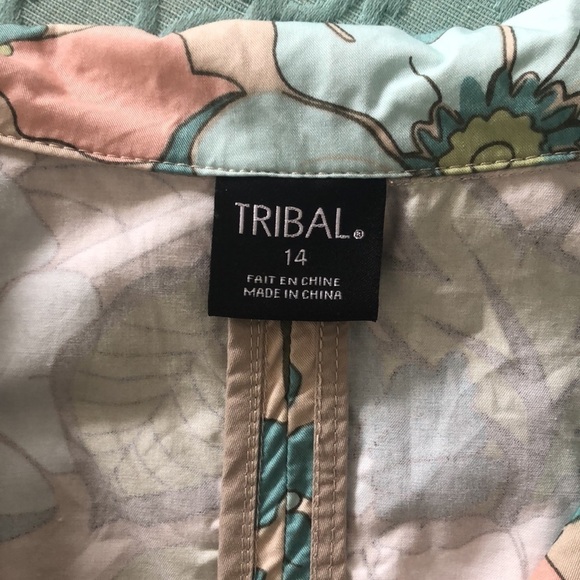 TRIBAL®
14
FAIT EN CHINE
MADE IN CHINA